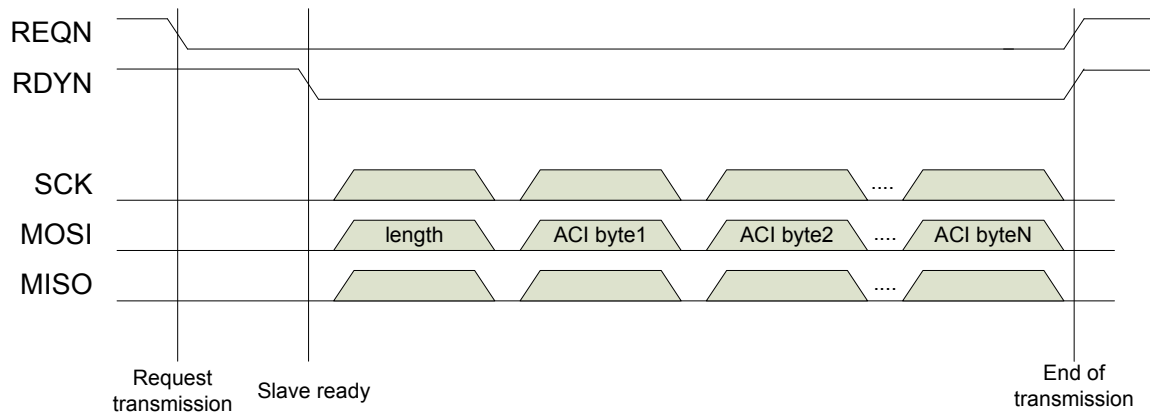 REQN
RDYN
SCK
....
MOSI
length
ACI byte1
ACI byte2
....
ACI byteN
MISO
....
Request
transmission
Slave ready
End of
transmission